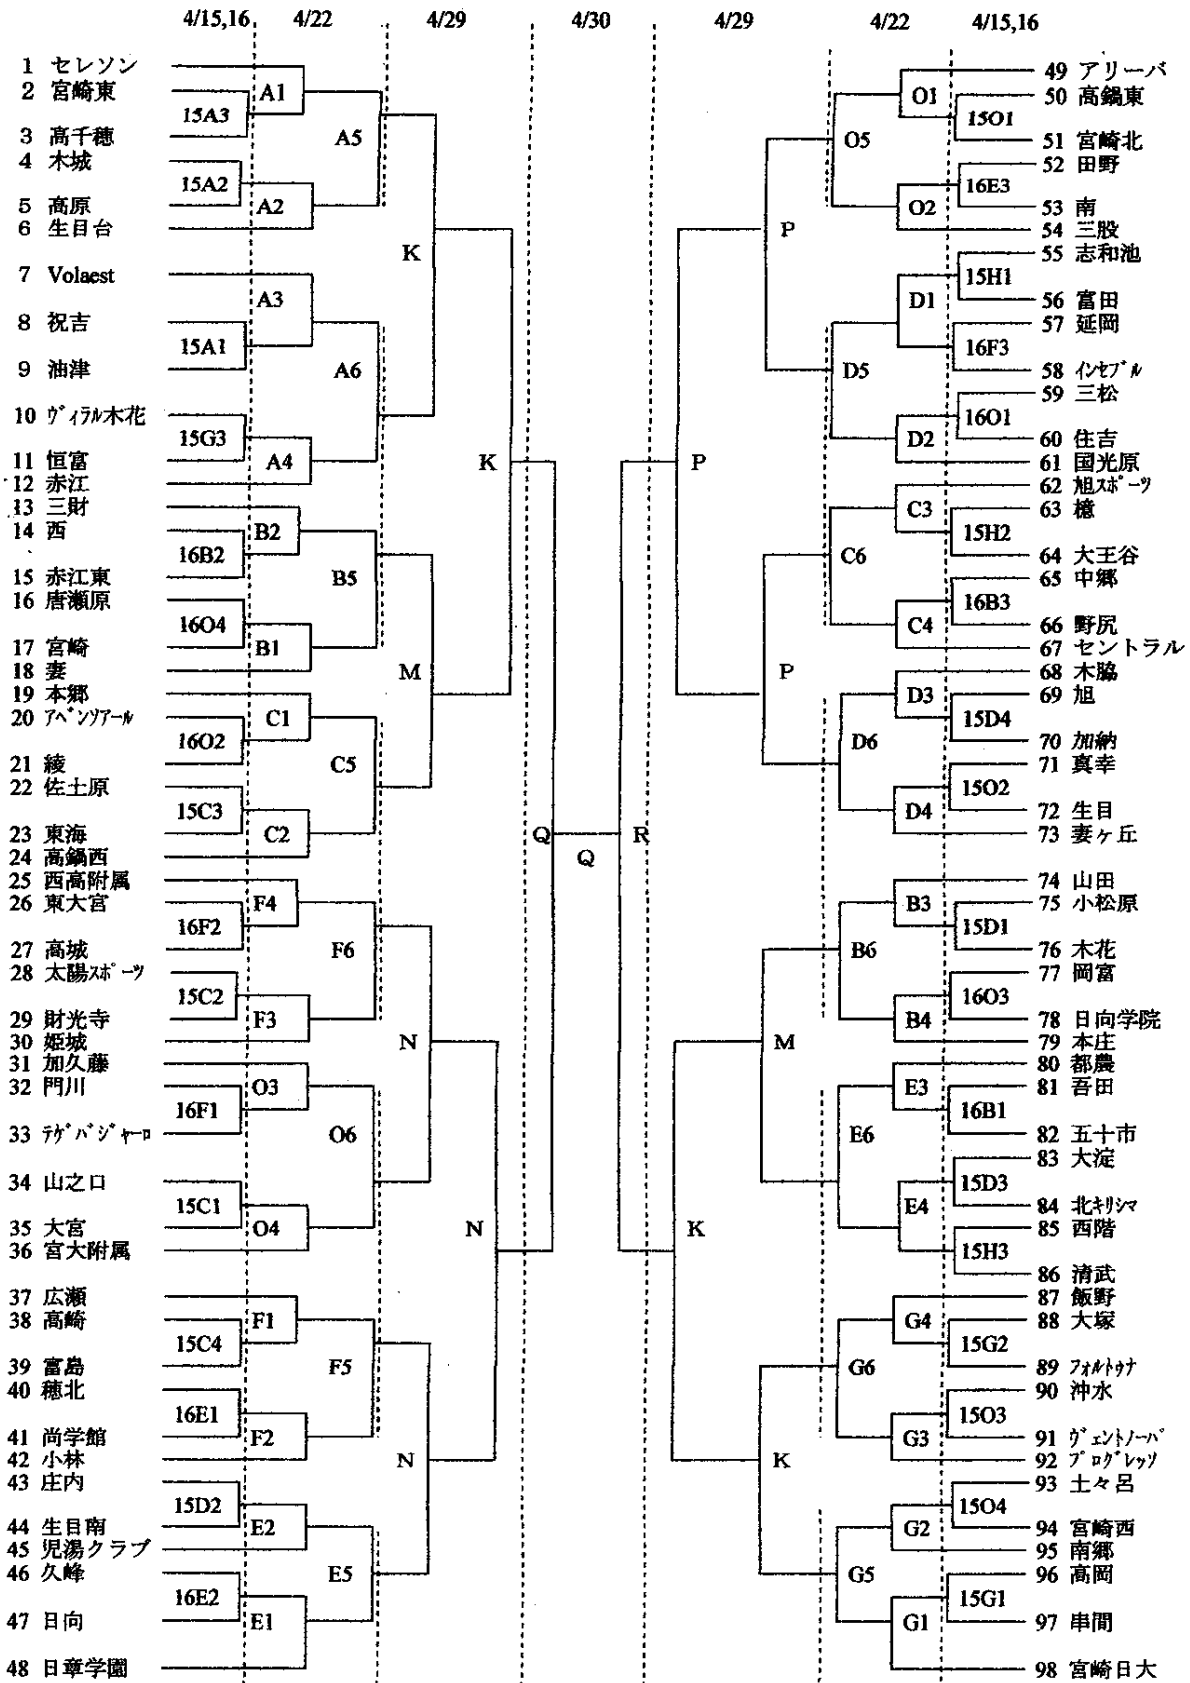 4/15,16 4/22 4/29 4/30 4/29 4/22 4/15,16
1 セレソン
2 宮崎東
3 高千穂
4 木城
5 高原
6 生目台
7 Volaest
8 祝吉
9 油津
10 ヴィラル木花
11 恒富
12 赤江
13 三財
14 西
15 赤江東
16 唐瀬原
17 宮崎
18 妻
19 本郷
20 アベンソアール
21 綾
22 佐土原
23 東海
24 高鍋西
25 西高附属
26 東大宮
27 高城
28 太陽スポーツ
29 財光寺
30 姫城
31 加久藤
32 門川
33 テゲバジャーロ
34 山之口
35 大宮
36 宮大附属
37 広瀬
38 高崎
39 富島
40 穂北
41 尚学館
42 小林
43 庄内
44 生目南
45 児湯クラブ
46 久峰
47 日向
48 日章学園
15A3
15A2
15A1
15G3
16B2
16O4
16O2
15C3
16F2
15C2
16F1
15C1
15C4
16E1
15D2
16E2
A1
A2
A3
A4
B2
B1
C1
C2
F4
F3
O3
O4
F1
F2
E2
E1
A5
A6
B5
C5
F6
O6
F5
E5
K
M
N
N
K
N
Q
Q
R
P
K
P
P
M
K
O5
D5
C6
D6
B6
E6
G6
G5
O1
O2
D1
D2
C3
C4
D3
D4
B3
B4
E3
E4
G4
G3
G2
G1
15O1
16E3
15H1
16F3
16O1
15H2
16B3
15D4
15O2
15D1
16O3
16B1
15D3
15H3
15G2
15O3
15O4
15G1
49 アリーバ
50 高鍋東
51 宮崎北
52 田野
53 南
54 三股
55 志和池
56 富田
57 延岡
58 インセブル
59 三松
60 住吉
61 国光原
62 旭スポーツ
63 檍
64 大王谷
65 中郷
66 野尻
67 セントラル
68 木脇
69 旭
70 加納
71 真幸
72 生目
73 妻ヶ丘
74 山田
75 小松原
76 木花
77 岡富
78 日向学院
79 本庄
80 都農
81 吾田
82 五十市
83 大淀
84 北キリシマ
85 西階
86 清武
87 飯野
88 大塚
89 フォルトゥナ
90 沖水
91 ヴェントノーバ
92 プログレッソ
93 土々呂
94 宮崎西
95 南郷
96 高岡
97 串間
98 宮崎日大